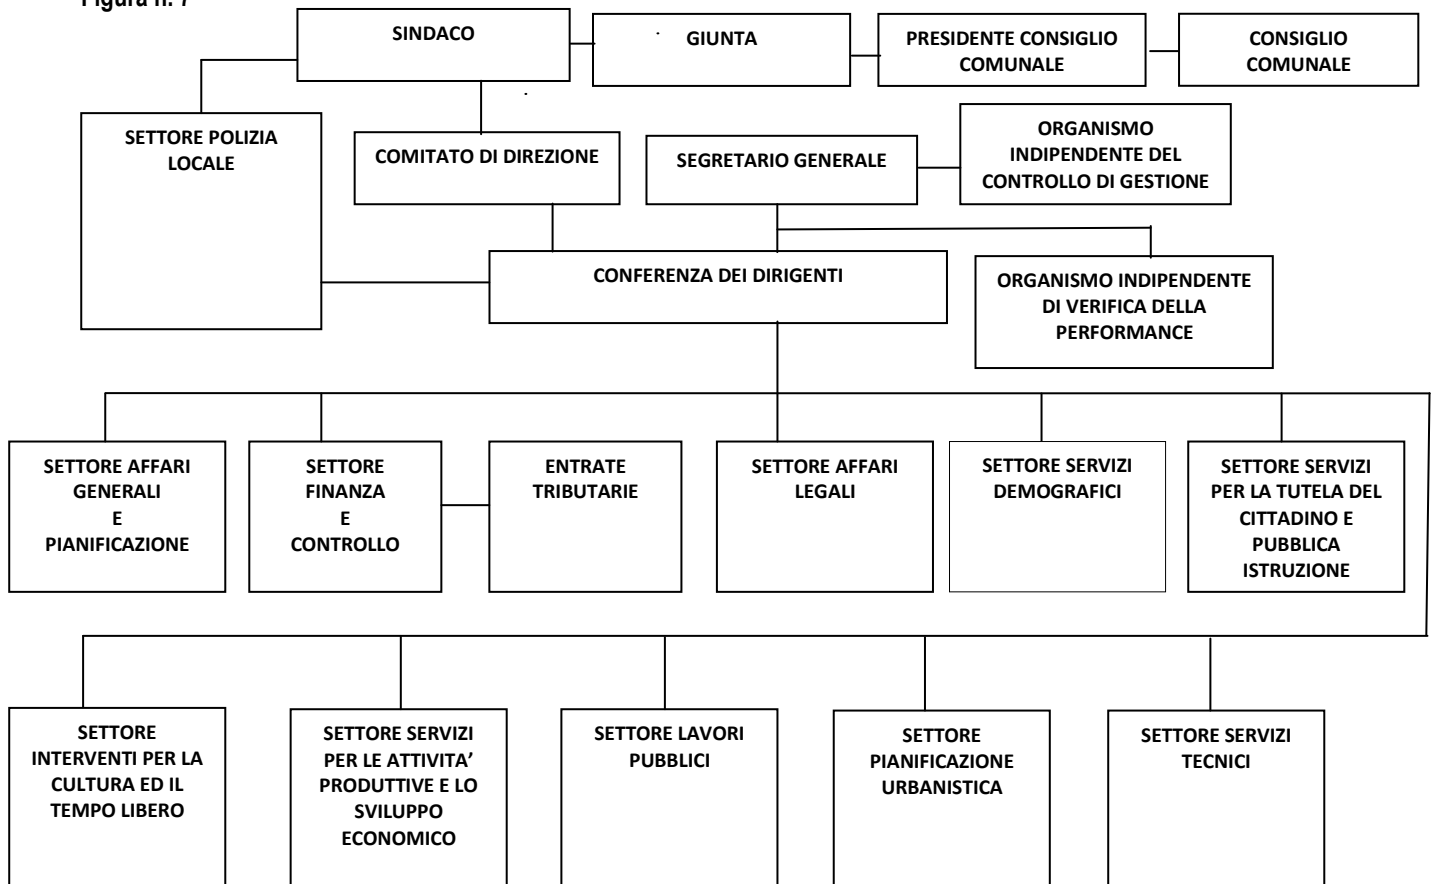 Figura n. 7
SINDACO
GIUNTA
PRESIDENTE CONSIGLIO
COMUNALE
CONSIGLIO
COMUNALE
SETTORE POLIZIA
LOCALE
COMITATO DI DIREZIONE
SEGRETARIO GENERALE
ORGANISMO
INDIPENDENTE DEL
CONTROLLO DI GESTIONE
CONFERENZA DEI DIRIGENTI
ORGANISMO INDIPENDENTE
DI VERIFICA DELLA
PERFORMANCE
SETTORE AFFARI
GENERALI
E
PIANIFICAZIONE
SETTORE
FINANZA
E
CONTROLLO
ENTRATE
TRIBUTARIE
SETTORE AFFARI
LEGALI
SETTORE SERVIZI
DEMOGRAFICI
SETTORE SERVIZI
PER LA TUTELA DEL
CITTADINO E
PUBBLICA
ISTRUZIONE
SETTORE
INTERVENTI PER LA
CULTURA ED IL
TEMPO LIBERO
SETTORE SERVIZI
PER LE ATTIVITA’
PRODUTTIVE E LO
SVILUPPO
ECONOMICO
SETTORE LAVORI
PUBBLICI
SETTORE
PIANIFICAZIONE
URBANISTICA
SETTORE SERVIZI
TECNICI